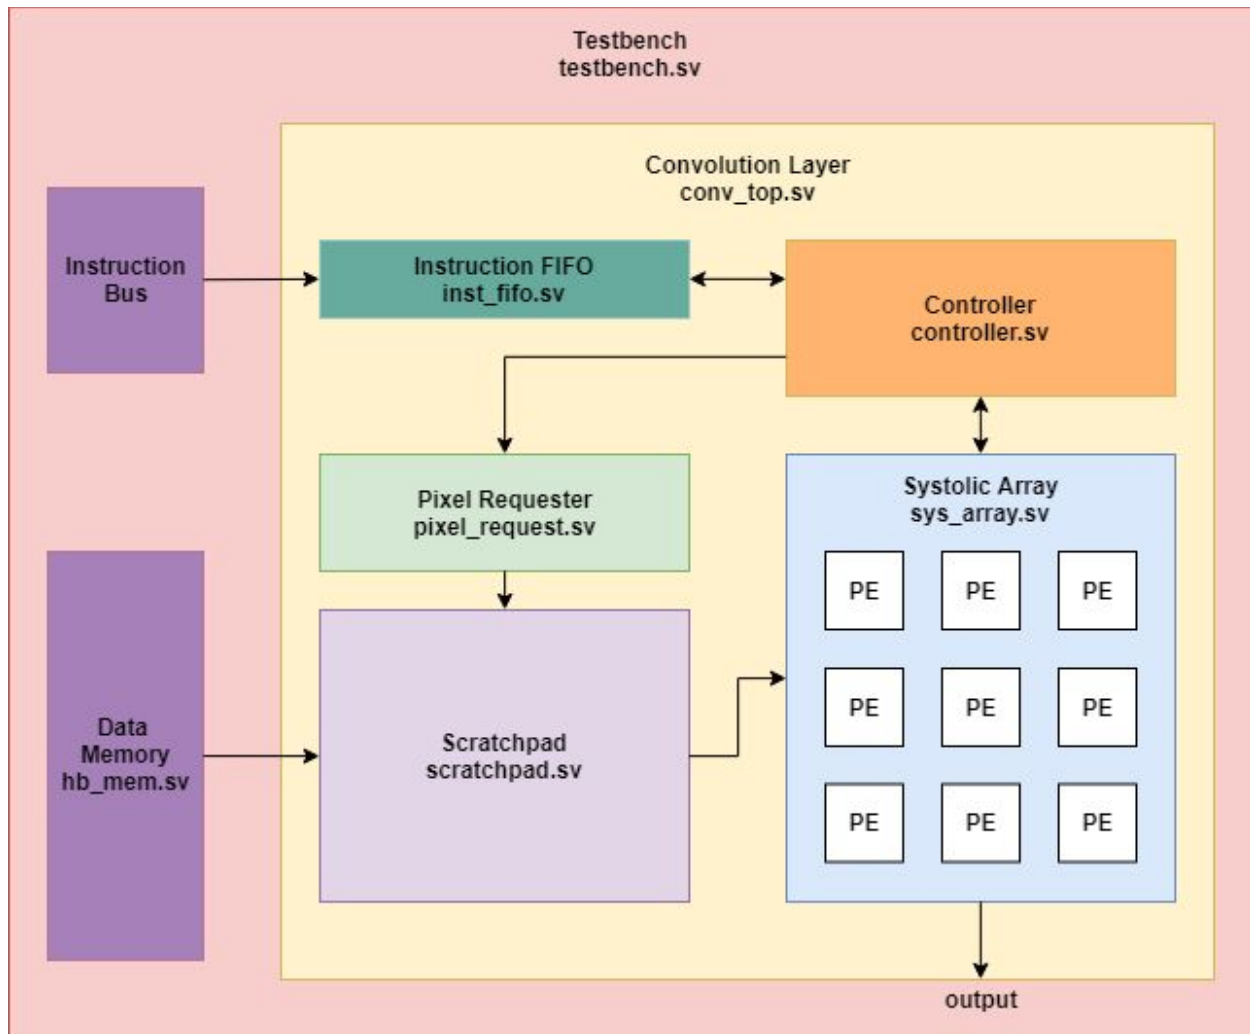 Testbench
testbench.sv
Convolution Layer
conv_top.sv
Instruction
Bus
Instruction FIFO
inst_fifo.sv
Controller
controller.sv
Pixel Requester
pixel_request.sv
Systolic Array
sys_array.sv
PE
PE
PE
PE
PE
PE
PE
PE
PE
Data
Memory
hb_mem.sv
Scratchpad
scratchpad.sv
output